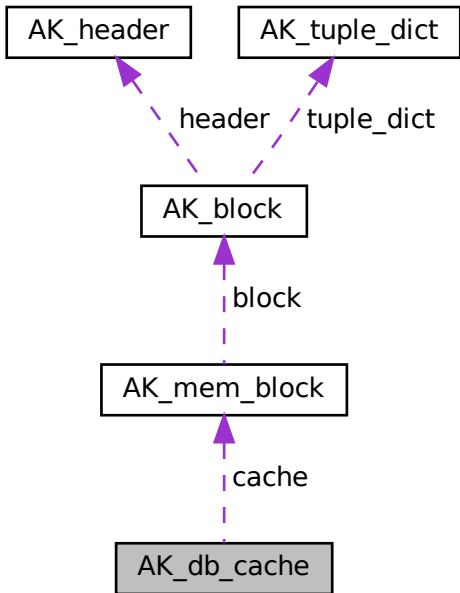 AK_header AK_tuple_dict
header tuple_dict
AK_block
block
AK_mem_block
cache
AK_db_cache